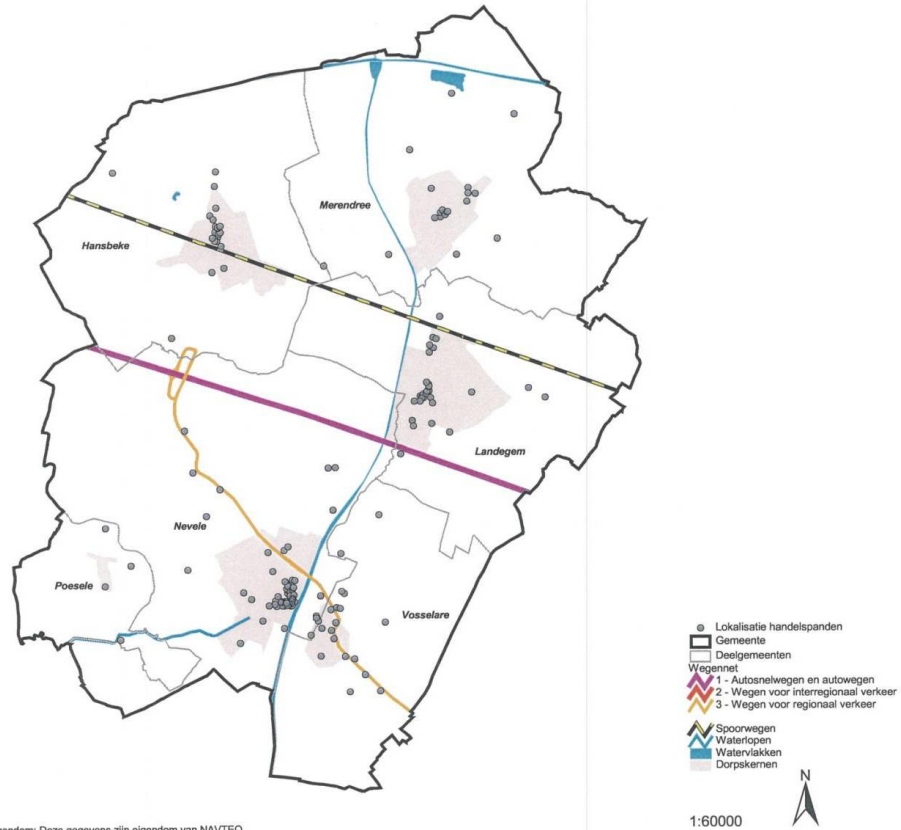 Merendree
Hansbeke
Landegem
Nevele
Poesele
Vosselare
Lokalisatie handelspanden
Gemeente
Deelgemeenten
Wegennet
1 - Autosnelwegen en autowegen
2 - Wegen voor interregionaal verkeer
3 - Wegen voor regionaal verkeer
Spoorwegen
Waterlopen
Watervlakken
Dorpskernen
N
1:60000
Deze gegevens zijn eigendom van NAVTEQ